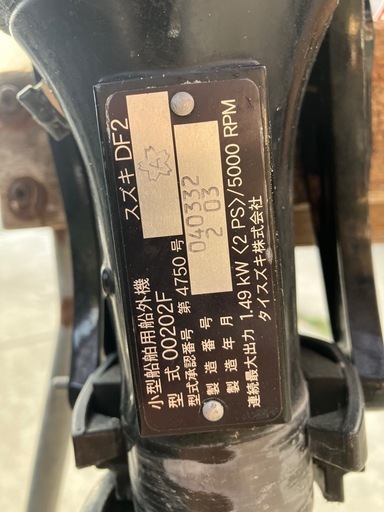 小型船舶用船外機 スズキ DF2
型式 00202F
型式承認番号 第 4750 号
製造番号 040332
製造年月 2 03
連続最大出力 1.49 kW〈2 PS〉/5000 RPM
タイスズキ株式会社